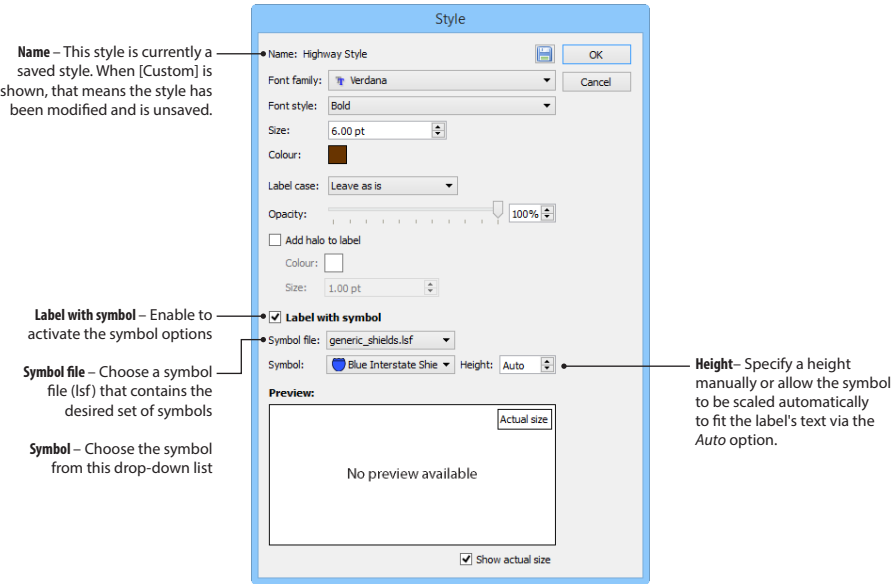 Style
Name – This style is currently a
saved style. When [Custom] is
shown, that means the style has
been modified and is unsaved.
Name: Highway Style
OK
Font family: Verdana
Cancel
Font style: Bold
Size: 6.00 pt
Colour:
Label case: Leave as is
Opacity: 100%
Add halo to label
Colour:
Size: 1.00 pt
Label with symbol – Enable to
activate the symbol options
Label with symbol
Symbol file: generic_shields.lsf
Symbol: Blue Interstate Shie Height: Auto
Symbol file – Choose a symbol
file (lsf) that contains the
desired set of symbols
Symbol – Choose the symbol
from this drop-down list
Height– Specify a height
manually or allow the symbol
to be scaled automatically
to fit the label's text via the
Auto option.
Preview:
Actual size
No preview available
Show actual size